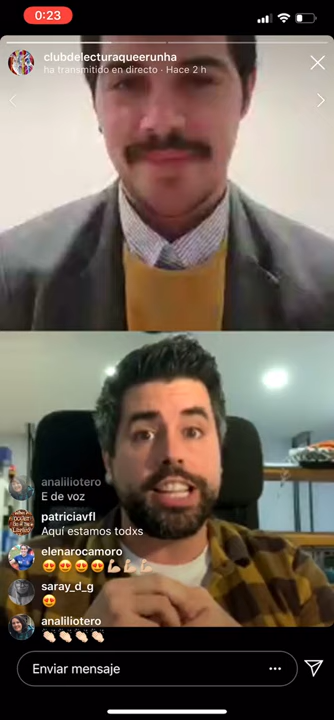 0:23
clubdelecturaqueerunha
ha transmitido en directo · Hace 2 h
analiliotero
E de voz
patriciavfl
Aquí estamos todxs
elenarocamoro
😍😍😍😍💪🏻💪🏻💪🏻
saray_d_g
😍
analiliotero
👏🏻👏🏻👏🏻👏🏻
Enviar mensaje